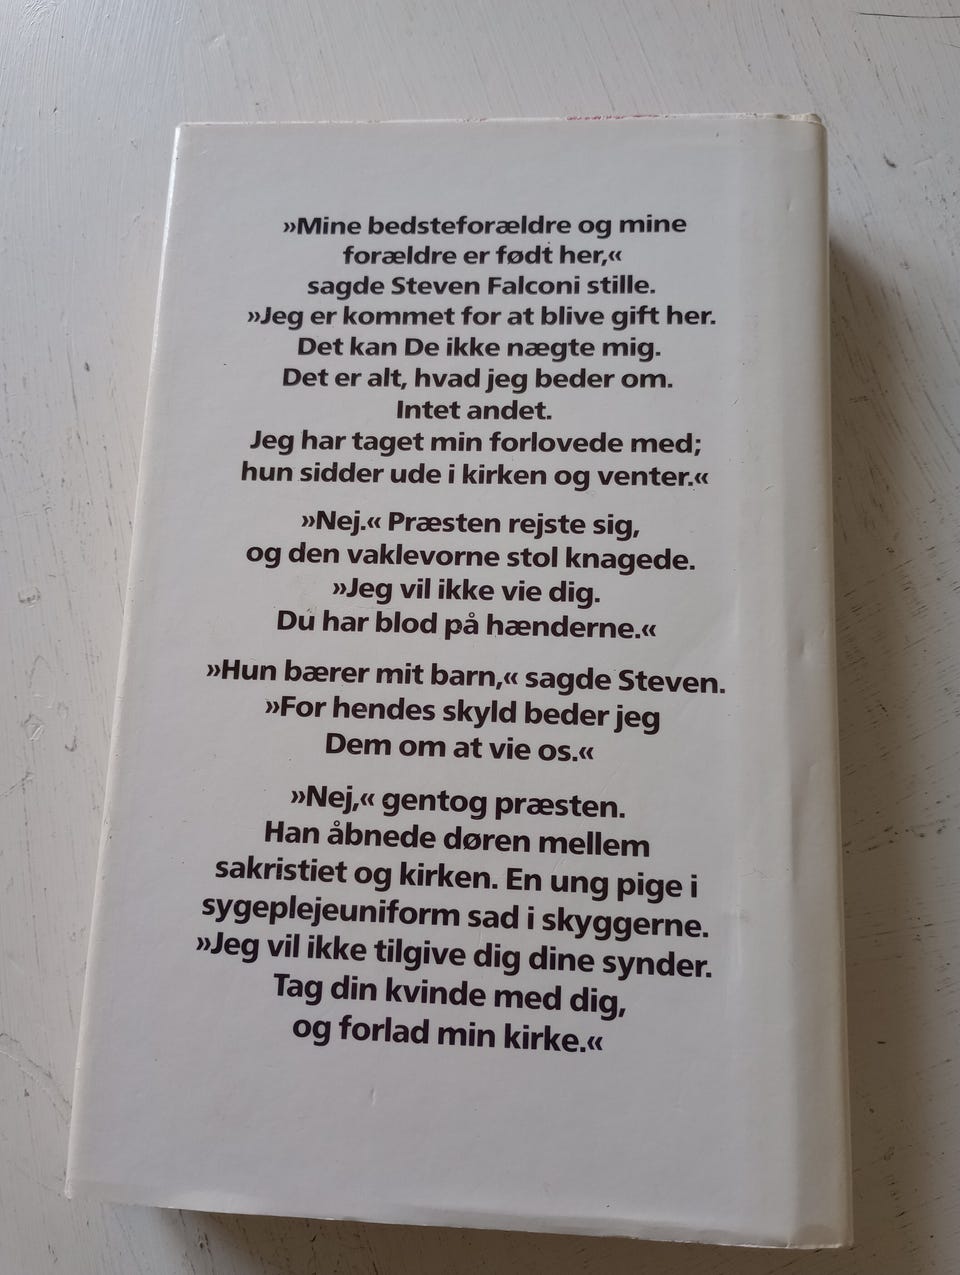 »Mine bedsteforældre og mine
forældre er født her,«
sagde Steven Falconi stille.
»Jeg er kommet for at blive gift her.
Det kan De ikke nægte mig.
Det er alt, hvad jeg beder om.
Intet andet.
Jeg har taget min forlovede med;
hun sidder ude i kirken og venter.«
»Nej.« Præsten rejste sig,
og den vaklevorne stol knagede.
»Jeg vil ikke vie dig.
Du har blod på hænderne.«
»Hun bærer mit barn,« sagde Steven.
»For hendes skyld beder jeg
Dem om at vie os.«
»Nej,« gentog præsten.
Han åbnede døren mellem
sakristiet og kirken. En ung pige i
sygeplejeuniform sad i skyggerne.
»Jeg vil ikke tilgive dig dine synder.
Tag din kvinde med dig,
og forlad min kirke.«